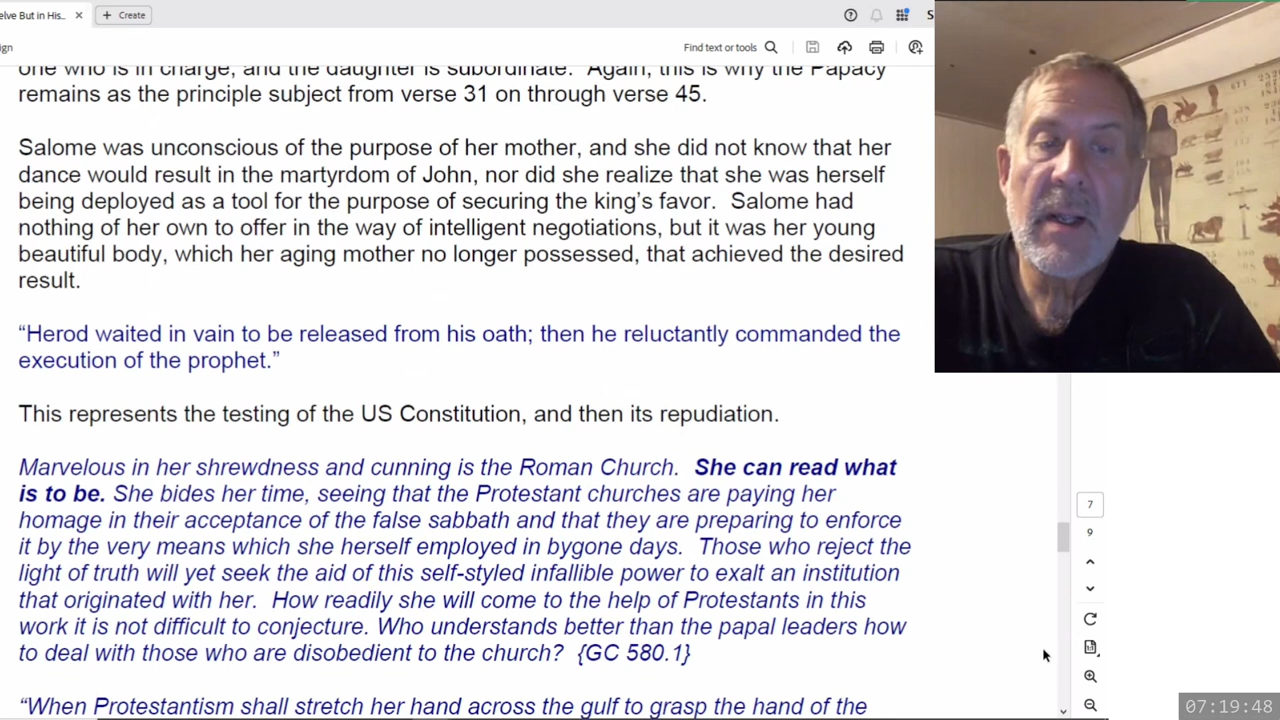 elve But in His..
Create
S
ign
Find text or tools
one who is in charge, and the daughter is subordinate. Again, this is why the Papacy
remains as the principle subject from verse 31 on through verse 45.
Salome was unconscious of the purpose of her mother, and she did not know that her
dance would result in the martyrdom of John, nor did she realize that she was herself
being deployed as a tool for the purpose of securing the king's favor. Salome had
nothing of her own to offer in the way of intelligent negotiations, but it was her young
beautiful body, which her aging mother no longer possessed, that achieved the desired
result.
“Herod waited in vain to be released from his oath; then he reluctantly commanded the
execution of the prophet.”
This represents the testing of the US Constitution, and then its repudiation.
Marvelous in her shrewdness and cunning is the Roman Church. She can read what
is to be. She bides her time, seeing that the Protestant churches are paying her
homage in their acceptance of the false sabbath and that they are preparing to enforce
it by the very means which she herself employed in bygone days. Those who reject the
light of truth will yet seek the aid of this self-styled infallible power to exalt an institution
that originated with her. How readily she will come to the help of Protestants in this
work it is not difficult to conjecture. Who understands better than the papal leaders how
to deal with those who are disobedient to the church? {GC 580.1}
“When Protestantism shall stretch her hand across the gulf to grasp the hand of the
7
9
07:19:48